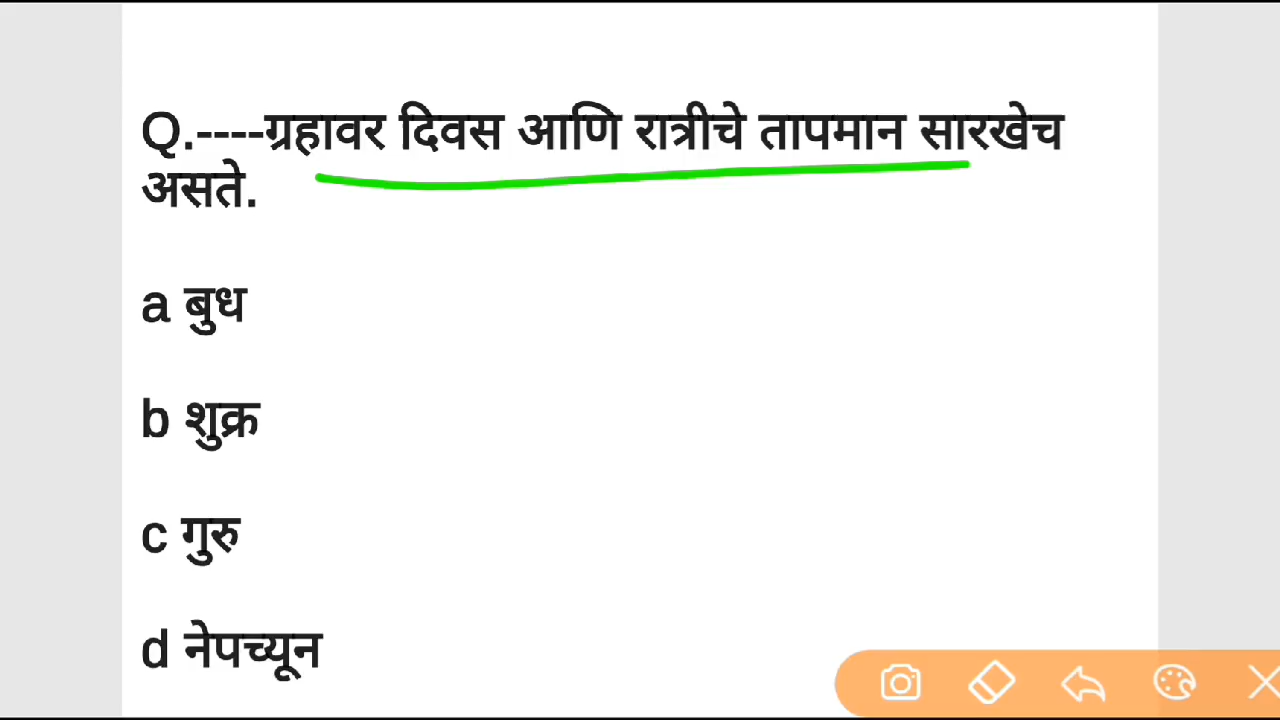 Q.----ग्रहावर दिवस आणि रात्रीचे तापमान सारखेच
असते.
a बुध
b शुक्र
c गुरु
d नेपच्यून